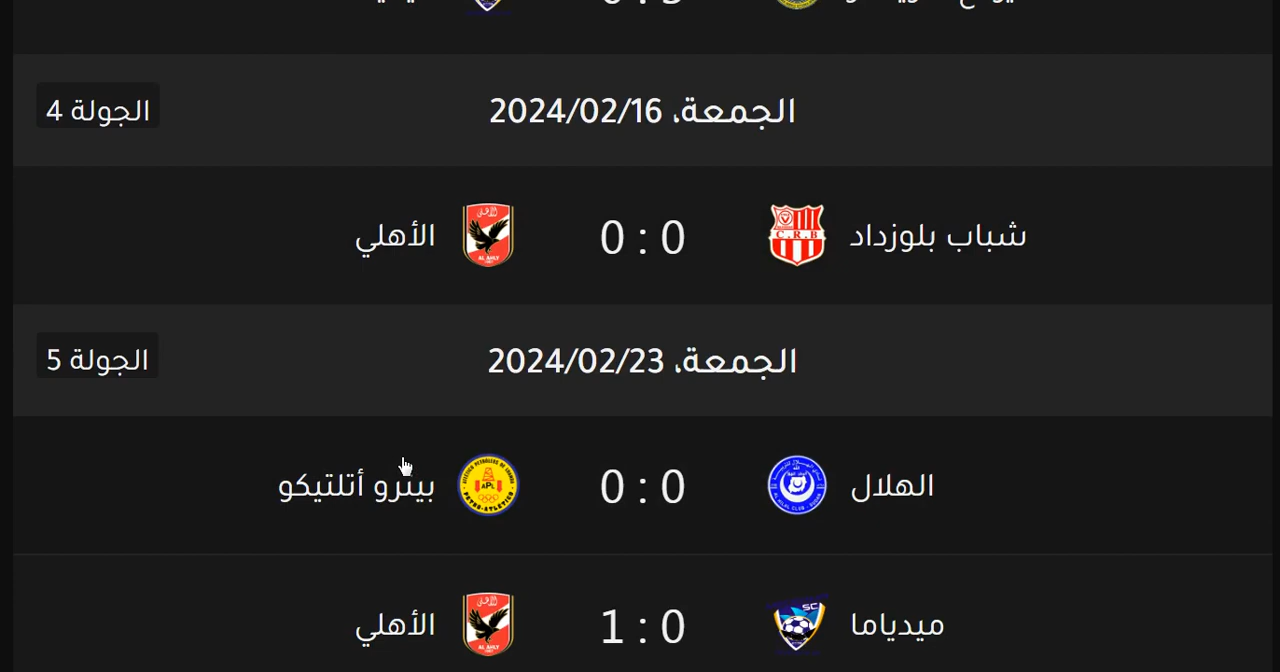 الجمعة، 2024/02/16
الجولة 4
شباب بلوزداد 0 : 0 الأهلي
الجمعة، 2024/02/23
الجولة 5
الهلال 0 : 0 بيترو أتلتيكو
ميدياما 0 : 1 الأهلي